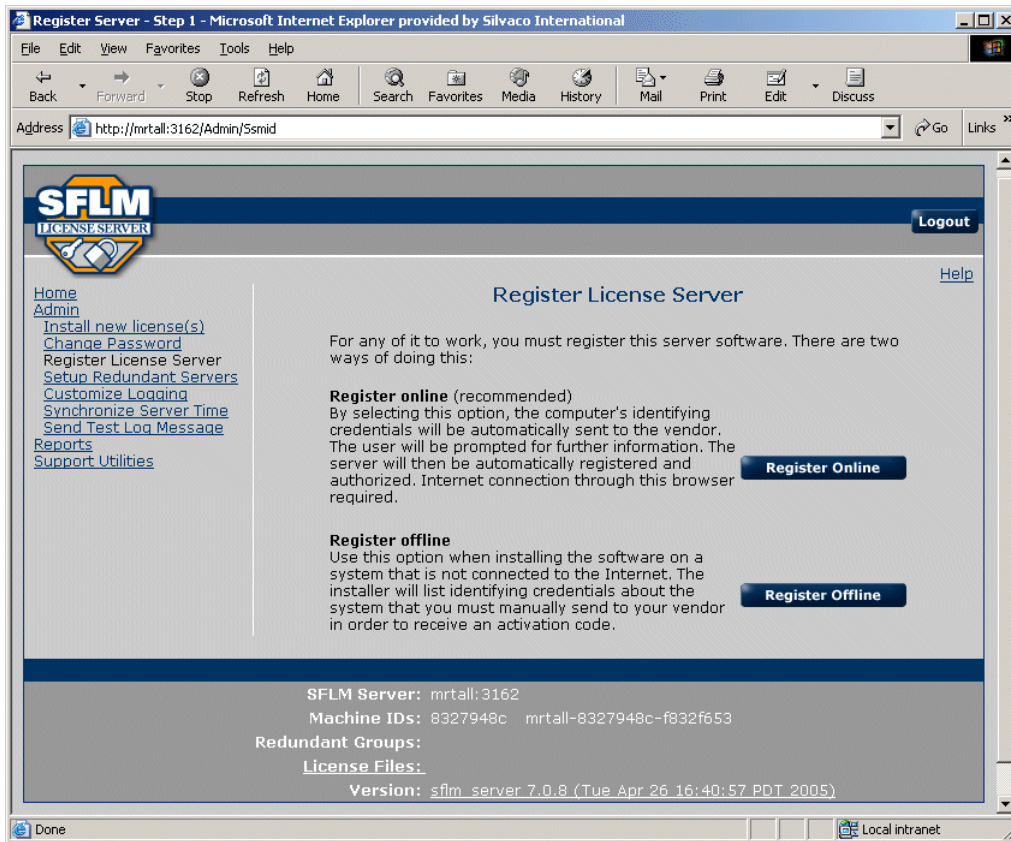 Register Server - Step 1 - Microsoft Internet Explorer provided by Silvaco International
File Edit View Favorites Tools Help
Back Forward Stop Refresh Home Search Favorites Media History Mail Print Edit Discuss
Address http://mrtall:3162/Admin/Ssmid Go Links »
SFLM
LICENSE SERVER
Logout
Help
Home
Admin
Install new license(s)
Change Password
Register License Server
Setup Redundant Servers
Customize Logging
Synchronize Server Time
Send Test Log Message
Reports
Support Utilities
Register License Server
For any of it to work, you must register this server software. There are two
ways of doing this:
Register online (recommended)
By selecting this option, the computer's identifying
credentials will be automatically sent to the vendor.
The user will be prompted for further information. The
server will then be automatically registered and
authorized. Internet connection through this browser
required.
Register Online
Register offline
Use this option when installing the software on a
system that is not connected to the Internet. The
installer will list identifying credentials about the
system that you must manually send to your vendor
in order to receive an activation code.
Register Offline
SFLM Server: mrtall:3162
Machine IDs: 8327948c mrtall-8327948c-f832f653
Redundant Groups:
License Files:
Version: sflm_server 7.0.8 (Tue Apr 26 16:40:57 PDT 2005)
Done
Local intranet